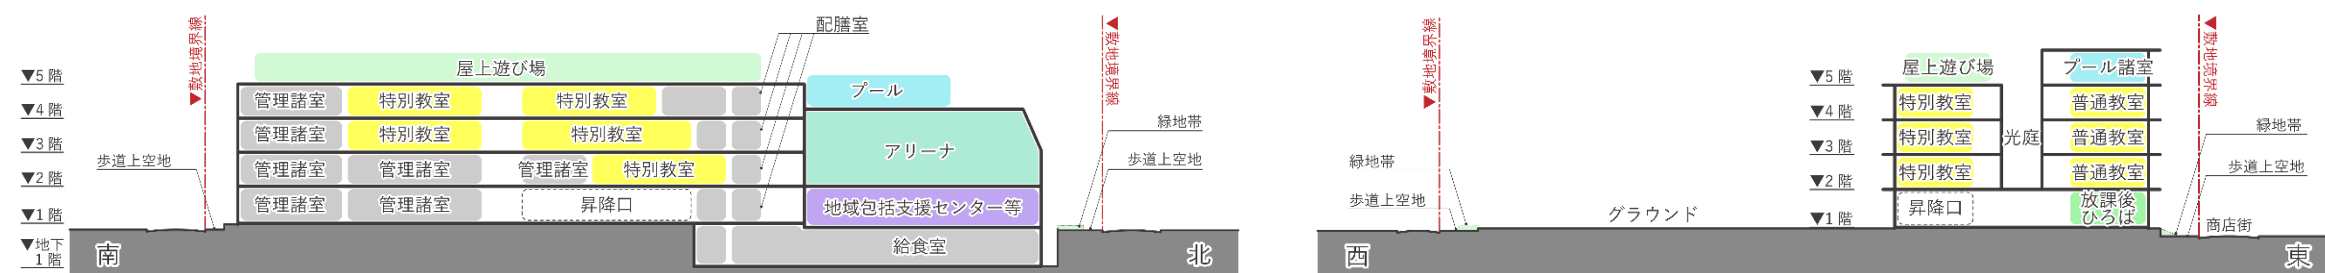 ▼敷地境界線
配膳室
▼敷地境界線
屋上遊び場
▼5 階
管理諸室
特別教室
特別教室
プール
▼4 階
管理諸室
特別教室
特別教室
アリーナ
緑地帯
▼3 階
歩道上空地
管理諸室
管理諸室
管理諸室
特別教室
歩道上空地
▼2 階
管理諸室
管理諸室
昇降口
地域包括支援センター等
▼1 階
▼地下
1 階
給食室
南
北
▼敷地境界線
▼敷地境界線
屋上遊び場
プール諸室
▼5 階
特別教室
普通教室
▼4 階
特別教室
光庭
普通教室
緑地帯
▼3 階
緑地帯
特別教室
普通教室
歩道上空地
▼2 階
歩道上空地
昇降口
放課後
ひろば
グラウンド
▼1 階
商店街
西
東